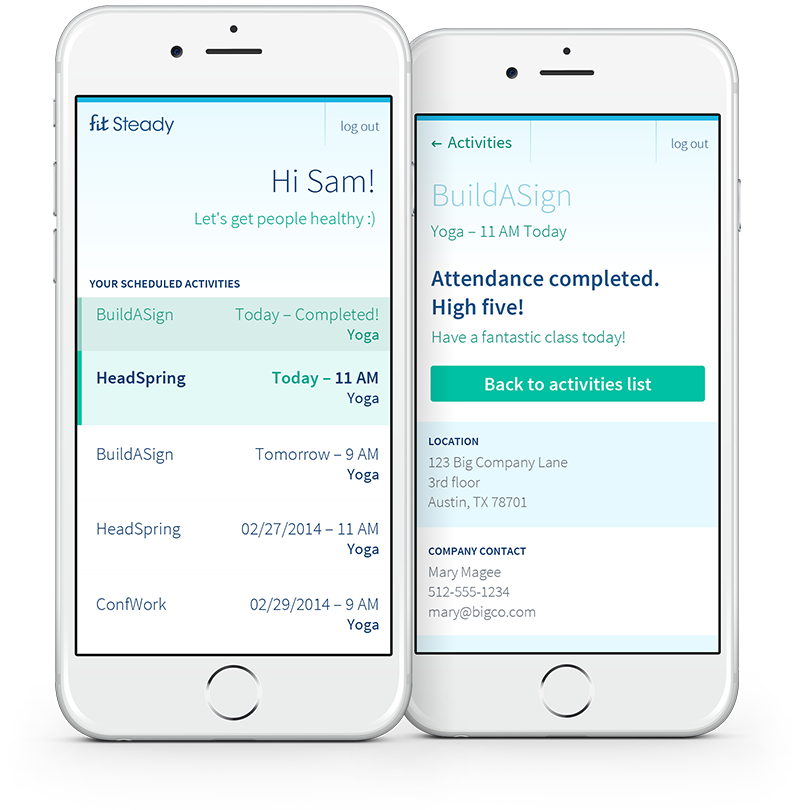 fit Steady
log out
Hi Sam!
Let's get people healthy :)
YOUR SCHEDULED ACTIVITIES
BuildASign Today – Completed!
Yoga
HeadSpring Today – 11 AM
Yoga
BuildASign Tomorrow – 9 AM
Yoga
HeadSpring 02/27/2014 – 11 AM
Yoga
ConfWork 02/29/2014 – 9 AM
Yoga
← Activities
log out
BuildASign
Yoga – 11 AM Today
Attendance completed.
High five!
Have a fantastic class today!
Back to activities list
LOCATION
123 Big Company Lane
3rd floor
Austin, TX 78701
COMPANY CONTACT
Mary Magee
512-555-1234
mary@bigco.com